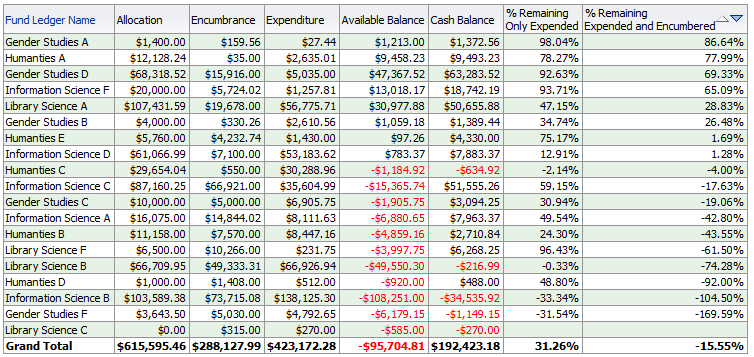 Fund Ledger Name Allocation Encumbrance Expenditure Available Balance Cash Balance % Remaining Only Expended % Remaining Expended and Encumbered
Gender Studies A $1,400.00 $159.56 $27.44 $1,213.00 $1,372.56 98.04% 86.64%
Humanities A $12,128.24 $35.00 $2,635.01 $9,458.23 $9,493.23 78.27% 77.99%
Gender Studies D $68,318.52 $15,916.00 $5,035.00 $47,367.52 $63,283.52 92.63% 69.33%
Information Science F $20,000.00 $5,724.02 $1,257.81 $13,018.17 $18,742.19 93.71% 65.09%
Library Science A $107,431.59 $19,678.00 $56,775.71 $30,977.88 $50,655.88 47.15% 28.83%
Gender Studies B $4,000.00 $330.26 $2,610.56 $1,059.18 $1,389.44 34.74% 26.48%
Humanties E $5,760.00 $4,232.74 $1,430.00 $97.26 $4,330.00 75.17% 1.69%
Information Science D $61,066.99 $7,100.00 $53,183.62 $783.37 $7,883.37 12.91% 1.28%
Humanties C $29,654.04 $550.00 $30,288.96 -$1,184.92 -$634.92 -2.14% -4.00%
Information Science C $87,160.25 $66,921.00 $35,604.99 -$15,365.74 $51,555.26 59.15% -17.63%
Gender Studies C $10,000.00 $5,000.00 $6,905.75 -$1,905.75 $3,094.25 30.94% -19.06%
Information Science A $16,075.00 $14,844.02 $8,111.63 -$6,880.65 $7,963.37 49.54% -42.80%
Humanties B $11,158.00 $7,570.00 $8,447.16 -$4,859.16 $2,710.84 24.30% -43.55%
Library Science F $6,500.00 $10,266.00 $231.75 -$3,997.75 $6,268.25 96.43% -61.50%
Library Science B $66,709.95 $49,333.31 $66,926.94 -$49,550.30 -$216.99 -0.33% -74.28%
Humanties D $1,000.00 $1,408.00 $512.00 -$920.00 $488.00 48.80% -92.00%
Information Science B $103,589.38 $73,715.08 $138,125.30 -$108,251.00 -$34,535.92 -33.34% -104.50%
Gender Studies F $3,643.50 $5,030.00 $4,792.65 -$6,179.15 -$1,149.15 -31.54% -169.59%
Library Science C $0.00 $315.00 $270.00 -$585.00 -$270.00
Grand Total $615,595.46 $288,127.99 $423,172.28 -$95,704.81 $192,423.18 31.26% -15.55%